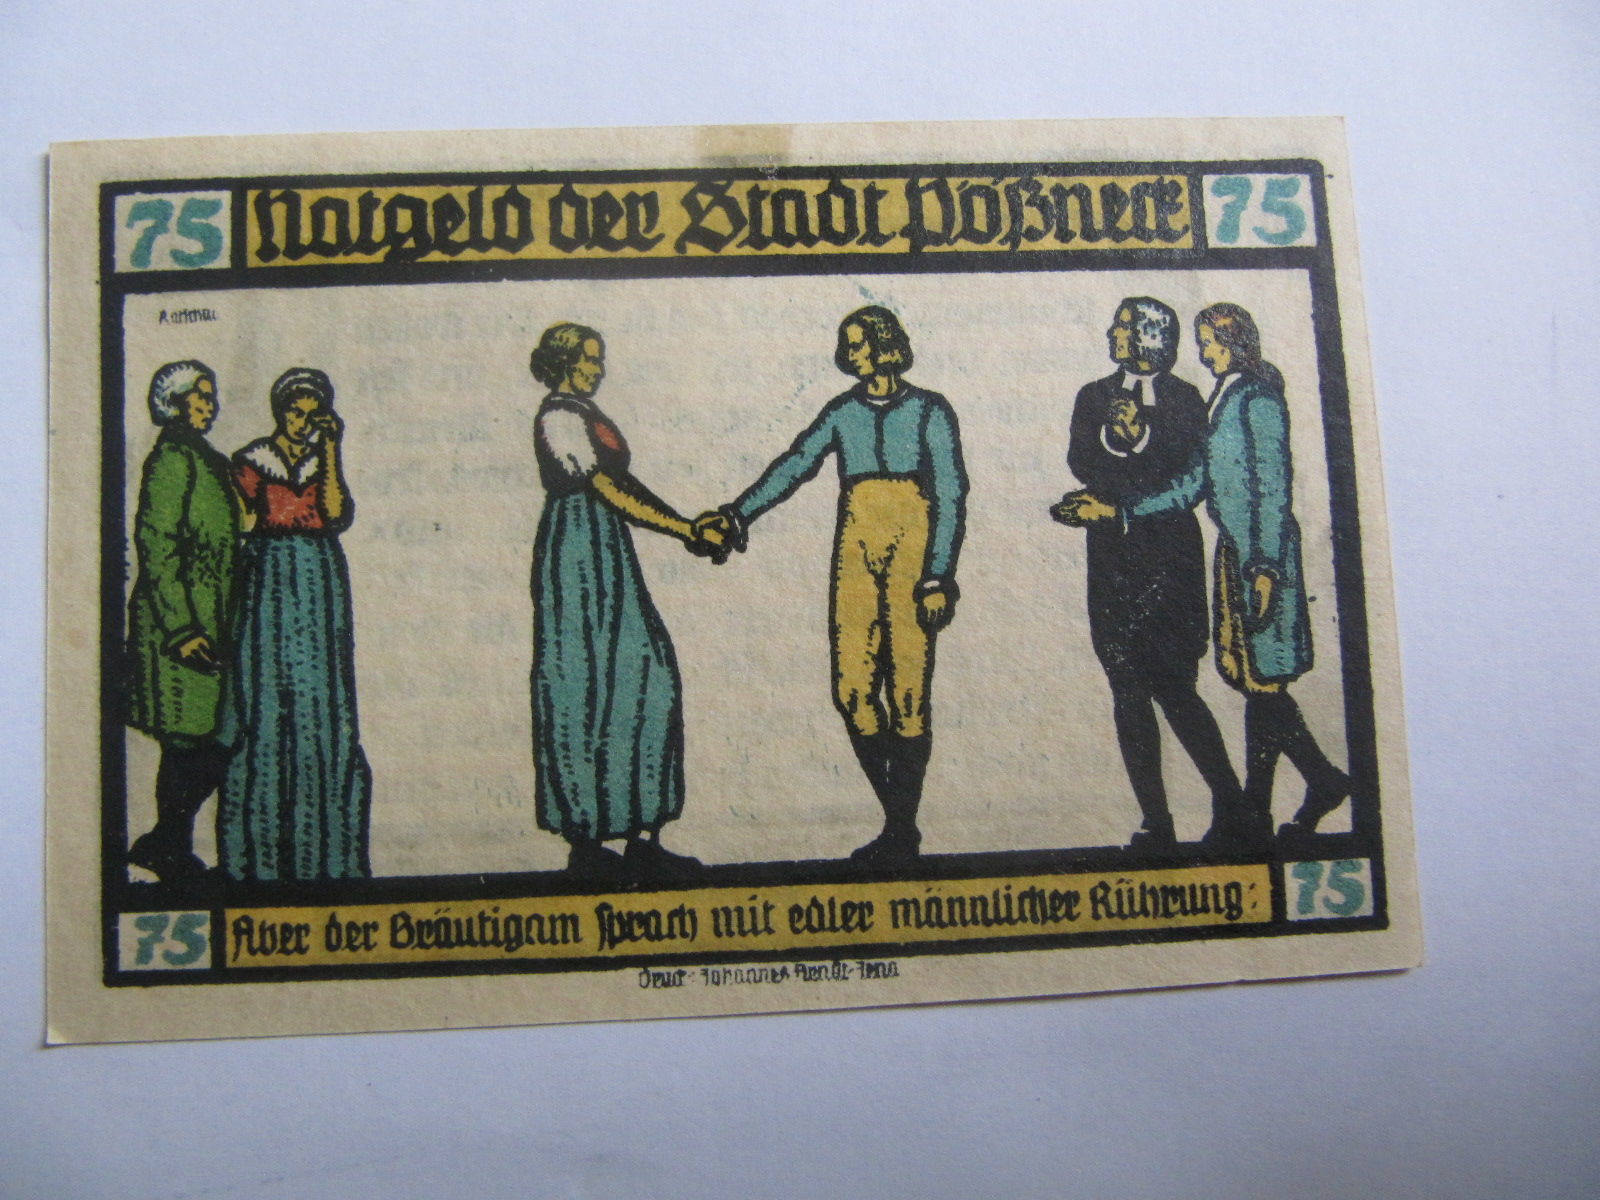 75 Notgeld der Stadt Pößneck 75
75 Aber der Bräutigam sprach mit edler männlicher Rührung: 75
Druck: Johannes Arndt-Jena